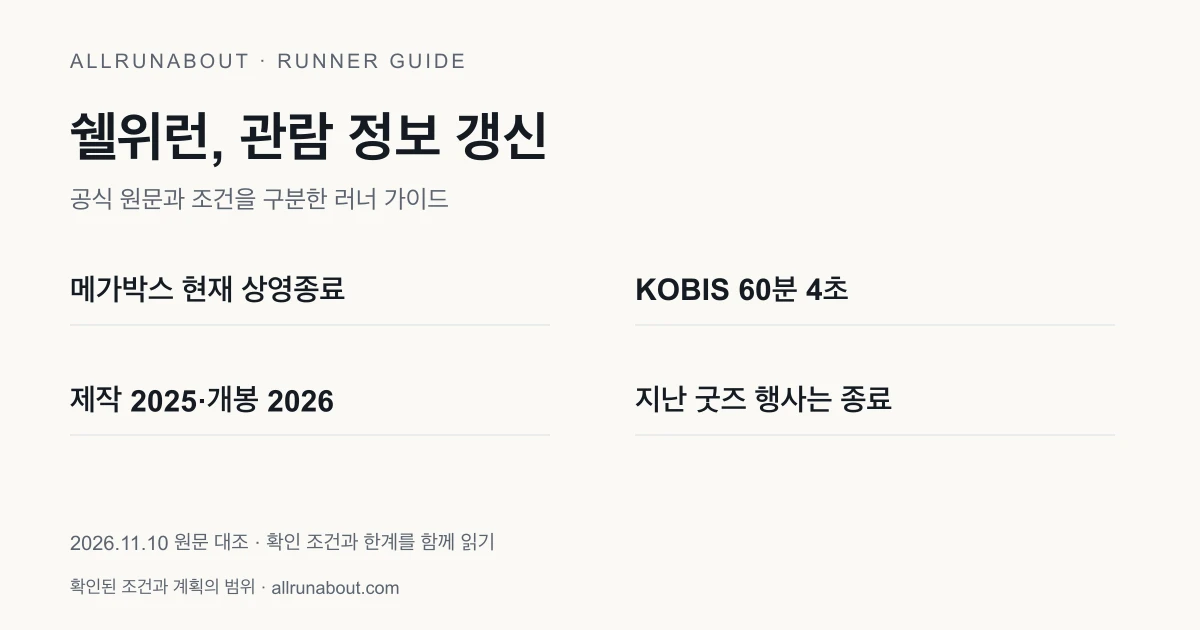 ALLRUNABOUT · RUNNER GUIDE
쉘위런, 관람 정보 갱신
공식 원문과 조건을 구분한 러너 가이드
메가박스 현재 상영종료
KOBIS 60분 4초
제작 2025·개봉 2026
지난 굿즈 행사는 종료
2026.11.10 원문 대조 · 확인 조건과 한계를 함께 읽기
확인된 조건과 계획의 범위 · allrunabout.com